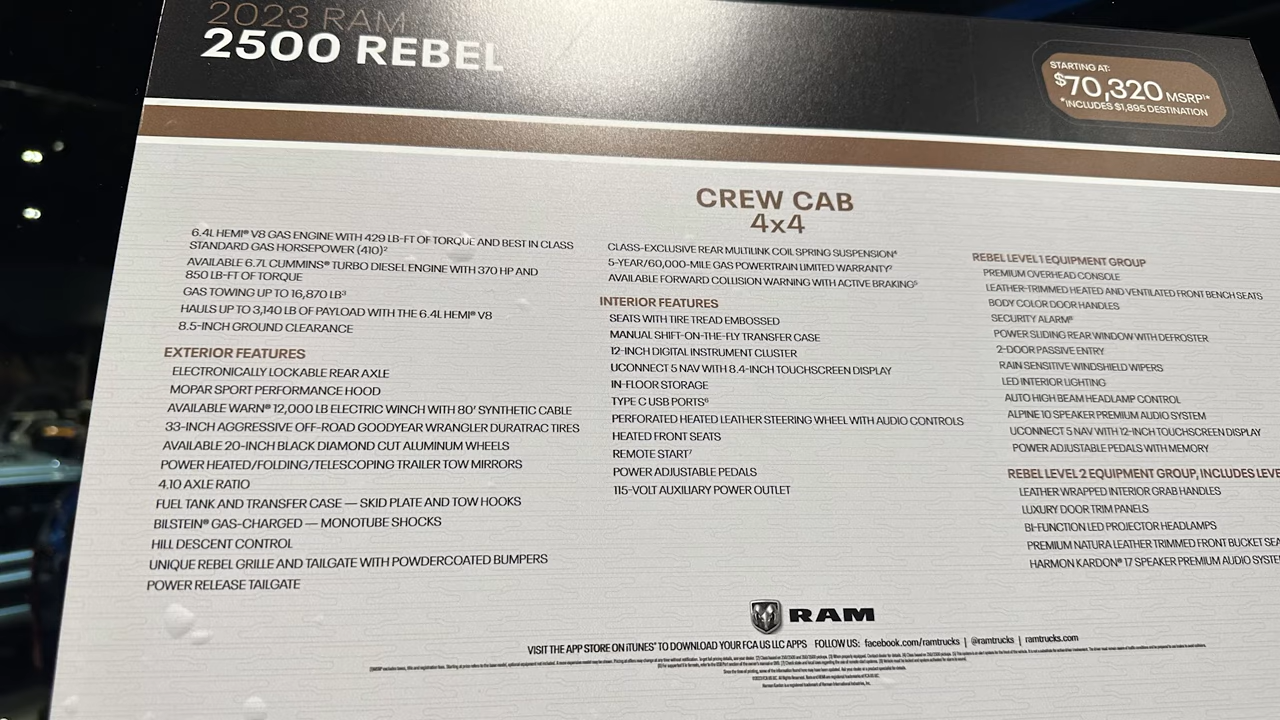 2023 RAM
2500 REBEL
STARTING AT:
$70,320 MSRP¹*
*INCLUDES $1,895 DESTINATION
CREW CAB
4x4
6.4L HEMI® V8 GAS ENGINE WITH 429 LB-FT OF TORQUE AND BEST IN CLASS
STANDARD GAS HORSEPOWER (410)²
AVAILABLE 6.7L CUMMINS® TURBO DIESEL ENGINE WITH 370 HP AND
850 LB-FT OF TORQUE
GAS TOWING UP TO 16,870 LB³
HAULS UP TO 3,140 LB OF PAYLOAD WITH THE 6.4L HEMI® V8
8.5-INCH GROUND CLEARANCE
EXTERIOR FEATURES
ELECTRONICALLY LOCKABLE REAR AXLE
MOPAR SPORT PERFORMANCE HOOD
AVAILABLE WARN® 12,000 LB ELECTRIC WINCH WITH 80' SYNTHETIC CABLE
33-INCH AGGRESSIVE OFF-ROAD GOODYEAR WRANGLER DURATRAC TIRES
AVAILABLE 20-INCH BLACK DIAMOND CUT ALUMINUM WHEELS
POWER HEATED/FOLDING/TELESCOPING TRAILER TOW MIRRORS
4.10 AXLE RATIO
FUEL TANK AND TRANSFER CASE — SKID PLATE AND TOW HOOKS
BILSTEIN® GAS-CHARGED — MONOTUBE SHOCKS
HILL DESCENT CONTROL
UNIQUE REBEL GRILLE AND TAILGATE WITH POWDERCOATED BUMPERS
POWER RELEASE TAILGATE
CLASS-EXCLUSIVE REAR MULTILINK COIL SPRING SUSPENSION⁴
5-YEAR/60,000-MILE GAS POWERTRAIN LIMITED WARRANTY
AVAILABLE FORWARD COLLISION WARNING WITH ACTIVE BRAKING⁵
INTERIOR FEATURES
SEATS WITH TIRE TREAD EMBOSSED
MANUAL SHIFT-ON-THE-FLY TRANSFER CASE
12-INCH DIGITAL INSTRUMENT CLUSTER
UCONNECT 5 NAV WITH 8.4-INCH TOUCHSCREEN DISPLAY
IN-FLOOR STORAGE
TYPE C USB PORTS⁶
PERFORATED HEATED LEATHER STEERING WHEEL WITH AUDIO CONTROLS
HEATED FRONT SEATS
REMOTE START⁷
POWER ADJUSTABLE PEDALS
115-VOLT AUXILIARY POWER OUTLET
REBEL LEVEL 1 EQUIPMENT GROUP
PREMIUM OVERHEAD CONSOLE
LEATHER-TRIMMED HEATED AND VENTILATED FRONT BENCH SEATS
BODY COLOR DOOR HANDLES
SECURITY ALARM⁸
POWER SLIDING REAR WINDOW WITH DEFROSTER
2-DOOR PASSIVE ENTRY
RAIN SENSITIVE WINDSHIELD WIPERS
LED INTERIOR LIGHTING
AUTO HIGH BEAM HEADLAMP CONTROL
ALPINE 10 SPEAKER PREMIUM AUDIO SYSTEM
UCONNECT 5 NAV WITH 12-INCH TOUCHSCREEN DISPLAY
POWER ADJUSTABLE PEDALS WITH MEMORY
REBEL LEVEL 2 EQUIPMENT GROUP, INCLUDES LEVE
LEATHER WRAPPED INTERIOR GRAB HANDLES
LUXURY DOOR TRIM PANELS
BI-FUNCTION LED PROJECTOR HEADLAMPS
PREMIUM NATURA LEATHER TRIMMED FRONT BUCKET SEA
HARMON KARDON® 17 SPEAKER PREMIUM AUDIO SYSTE
RAM
VISIT THE APP STORE ON iTUNES® TO DOWNLOAD YOUR FCA US LLC APPS FOLLOW US: facebook.com/ramtrucks | @ramtrucks | ramtrucks.com